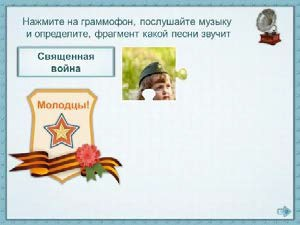 Нажмите на граммофон, послушайте музыку
и определите, фрагмент какой песни звучит
Священная
война
Молодцы!